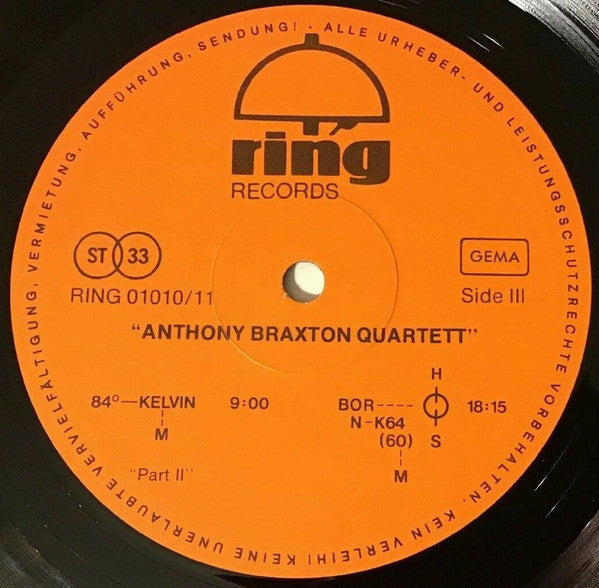 ALLE URHEBER- UND LEISTUNGSSCHUTZRECHTE VORBEHALTEN. KEIN VERLEIH! KEINE UNERLAUBTE VERVIELFÄLTIGUNG, VERMIETUNG, AUFFÜHRUNG, SENDUNG! -
ring
RECORDS
ST 33
GEMA
RING 01010/11
Side III
"ANTHONY BRAXTON QUARTETT"
84°—KELVIN 9:00
M
"Part II"
H
BOR---- 18:15
N-K64
(60) S
M